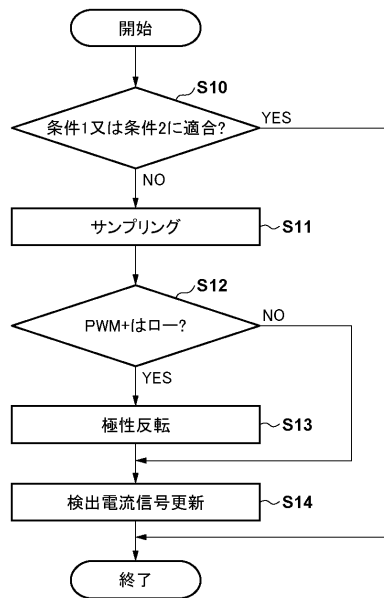 開始
S10
条件1又は条件2に適合?
YES
NO
サンプリング
S11
S12
PWM+はロー?
NO
YES
極性反転
S13
検出電流信号更新
S14
終了